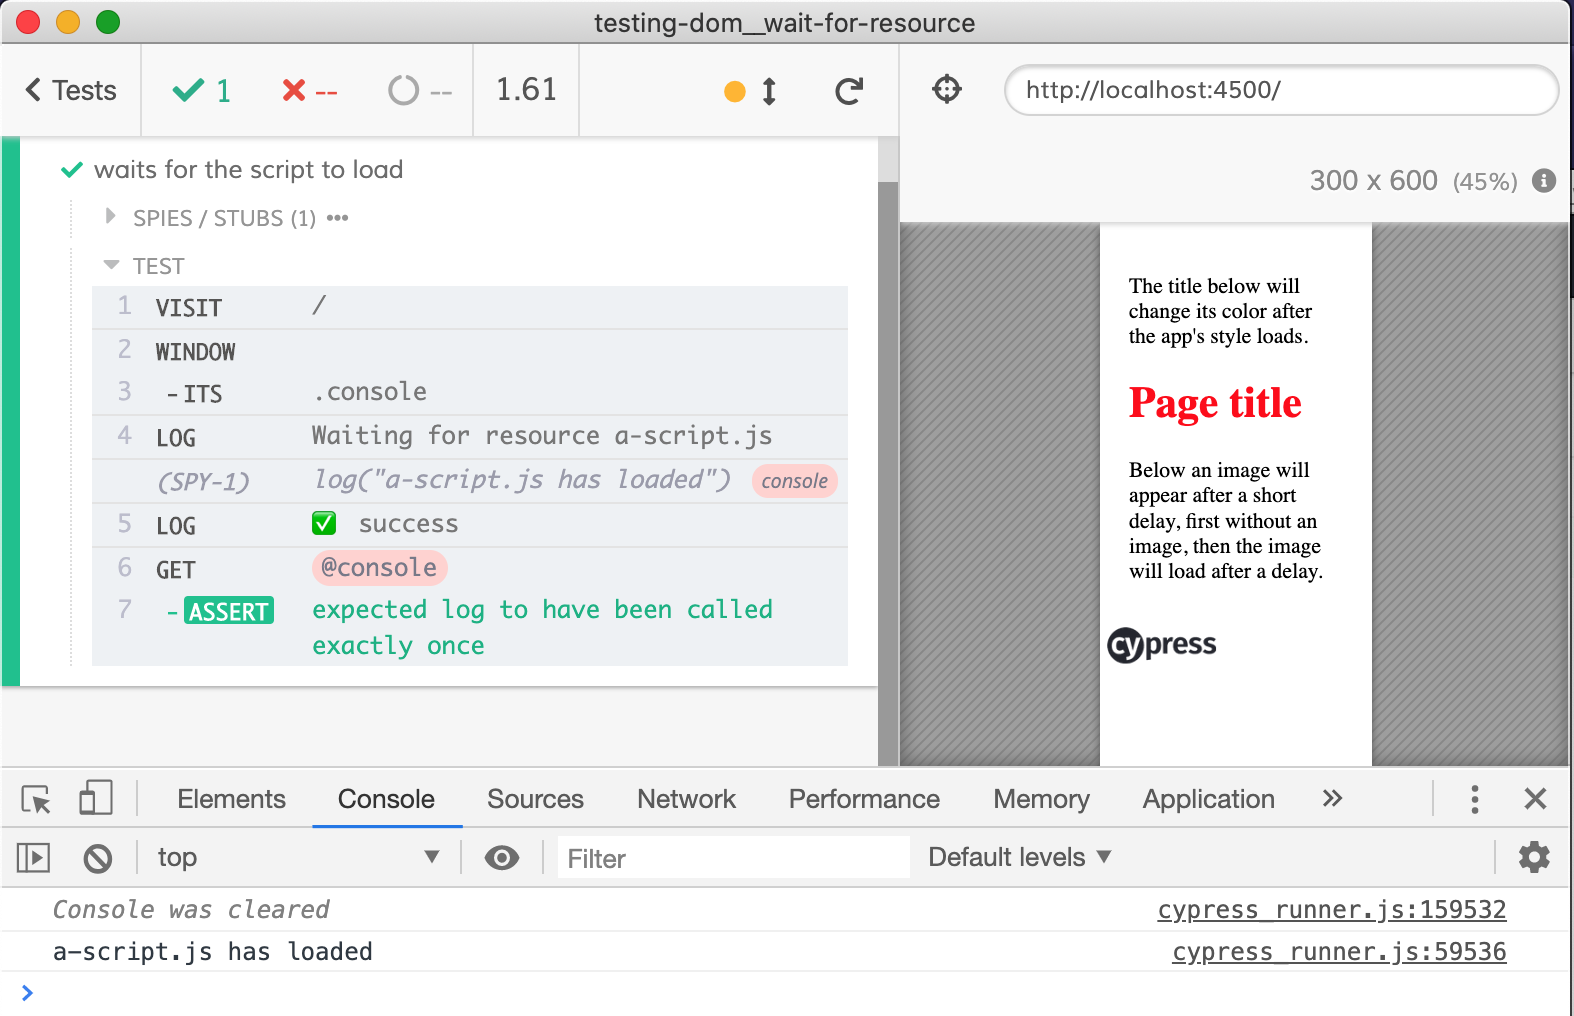 testing-dom__wait-for-resource
Tests 1 -- -- 1.61
http://localhost:4500/
300 x 600 (45%)
waits for the script to load
SPIES / STUBS (1)
TEST
1 VISIT /
2 WINDOW
3 - ITS .console
4 LOG Waiting for resource a-script.js
(SPY-1) log("a-script.js has loaded") console
5 LOG ✅ success
6 GET @console
7 - ASSERT expected log to have been called
exactly once
The title below will
change its color after
the app's style loads.
Page title
Below an image will
appear after a short
delay, first without an
image, then the image
will load after a delay.
cypress
Elements Console Sources Network Performance Memory Application »
top Filter Default levels
Console was cleared cypress_runner.js:159532
a-script.js has loaded cypress_runner.js:59536